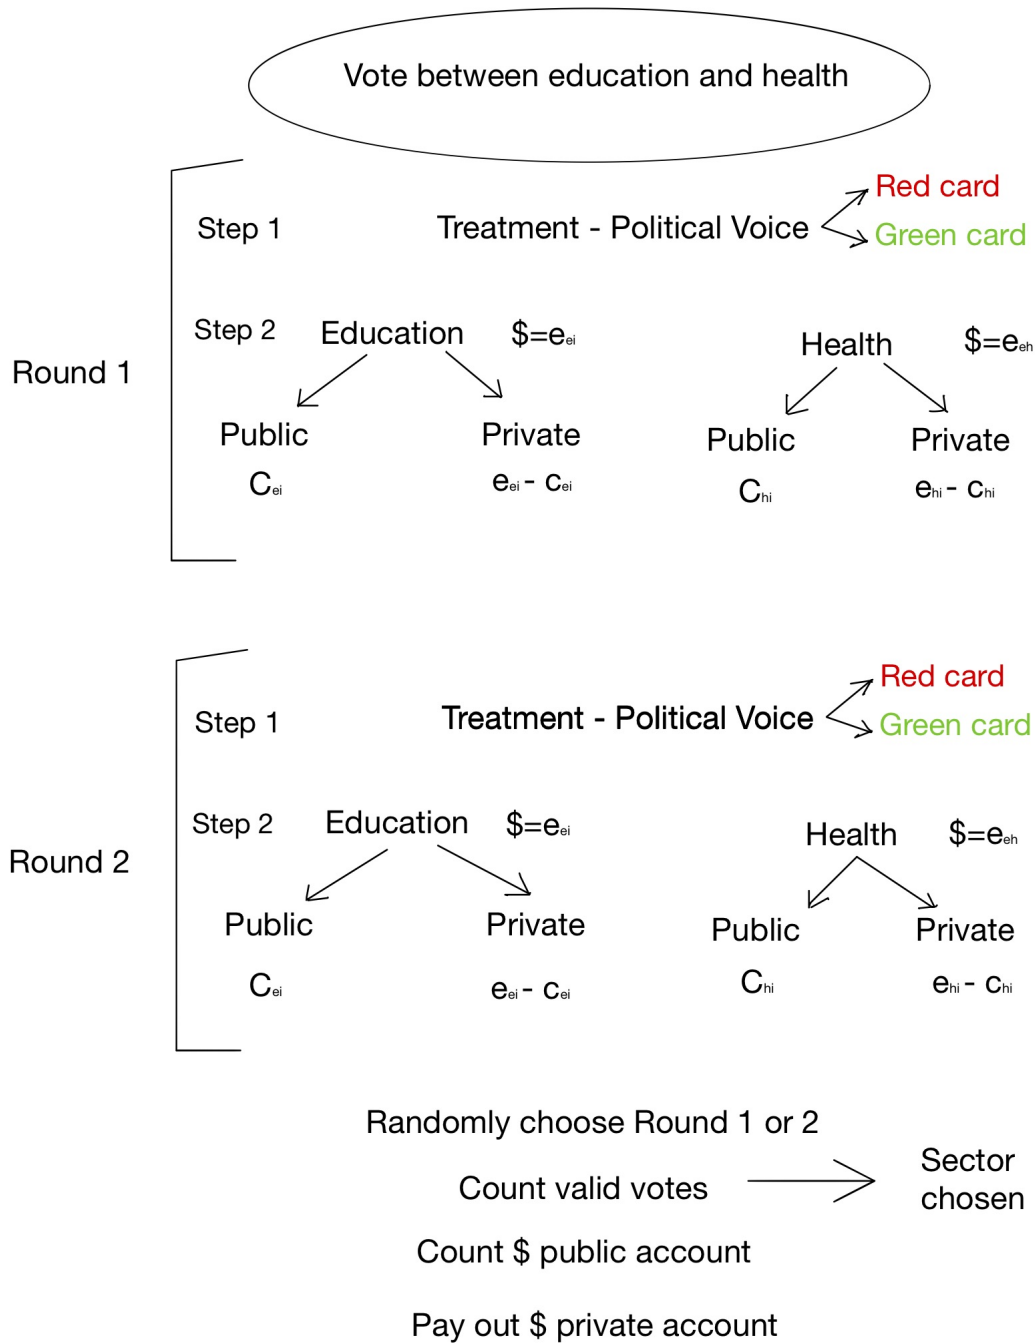 Vote between education and health
Red card
Step 1 Treatment - Political Voice
Green card
Step 2 Education $=eei Health $=eeh
Round 1
Public Private Public Private
Cei eei - cei Chi ehi - chi
Red card
Step 1 Treatment - Political Voice
Green card
Step 2 Education $=eei Health $=eeh
Round 2
Public Private Public Private
Cei eei - cei Chi ehi - chi
Randomly choose Round 1 or 2
Count valid votes Sector
chosen
Count $ public account
Pay out $ private account